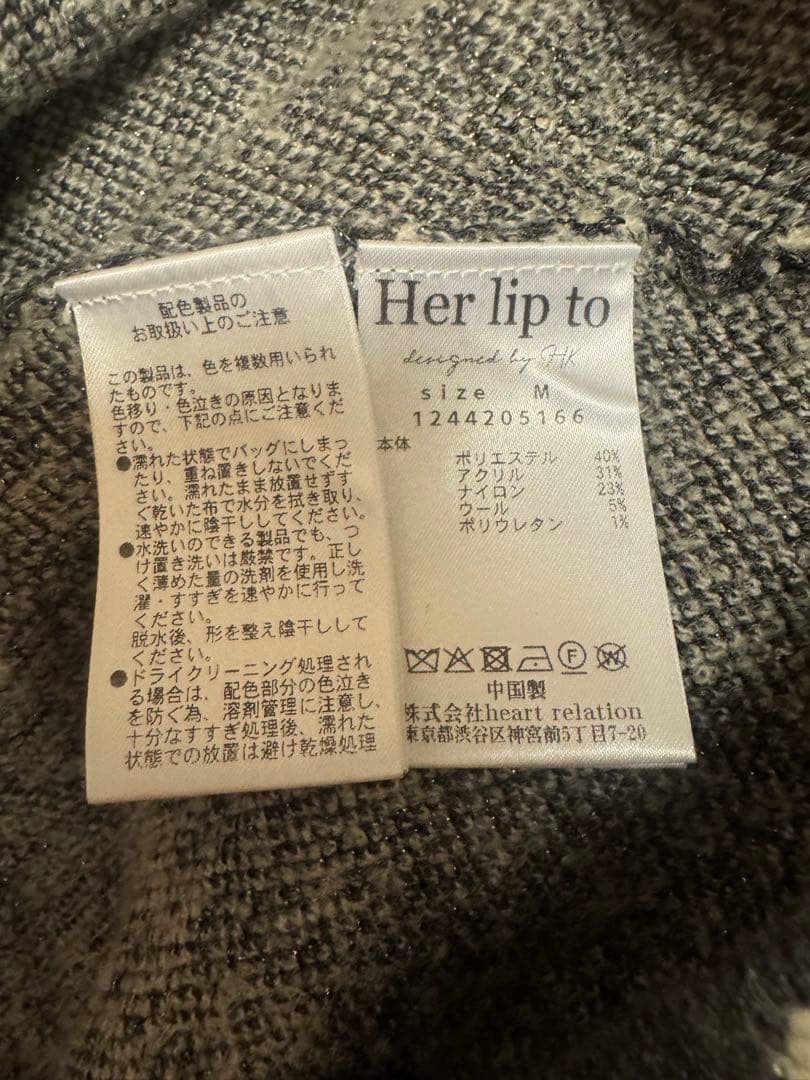 配色製品の
お取扱い上のご注意
この製品は、色を複数用いられ
たものです。
色移り・色泣きの原因となりま
すので、下記の点にご注意くだ
さい。
●濡れた状態でバッグにしまっ
たり、重ね置きしないでくだ
さい。濡れたまま放置せずす
ぐ乾いた布で水分を拭き取り、
速やかに陰干ししてください。
●水洗いのできる製品でも、つ
け置き洗いは厳禁です。正し
く薄めた量の洗剤を使用し洗
濯・すすぎを速やかに行って
ください。
脱水後、形を整え陰干しして
ください。
●ドライクリーニング処理され
る場合は、配色部分の色泣き
を防ぐ為、溶剤管理に注意し、
十分なすすぎ処理後、濡れた
状態での放置は避け乾燥処理
Her lip to
designed by HK
size M
1244205166
本体
ポリエステル 40%
アクリル 31%
ナイロン 23%
ウール 5%
ポリウレタン 1%
F W
中国製
株式会社heart relation
東京都渋谷区神宮前5丁目7-20